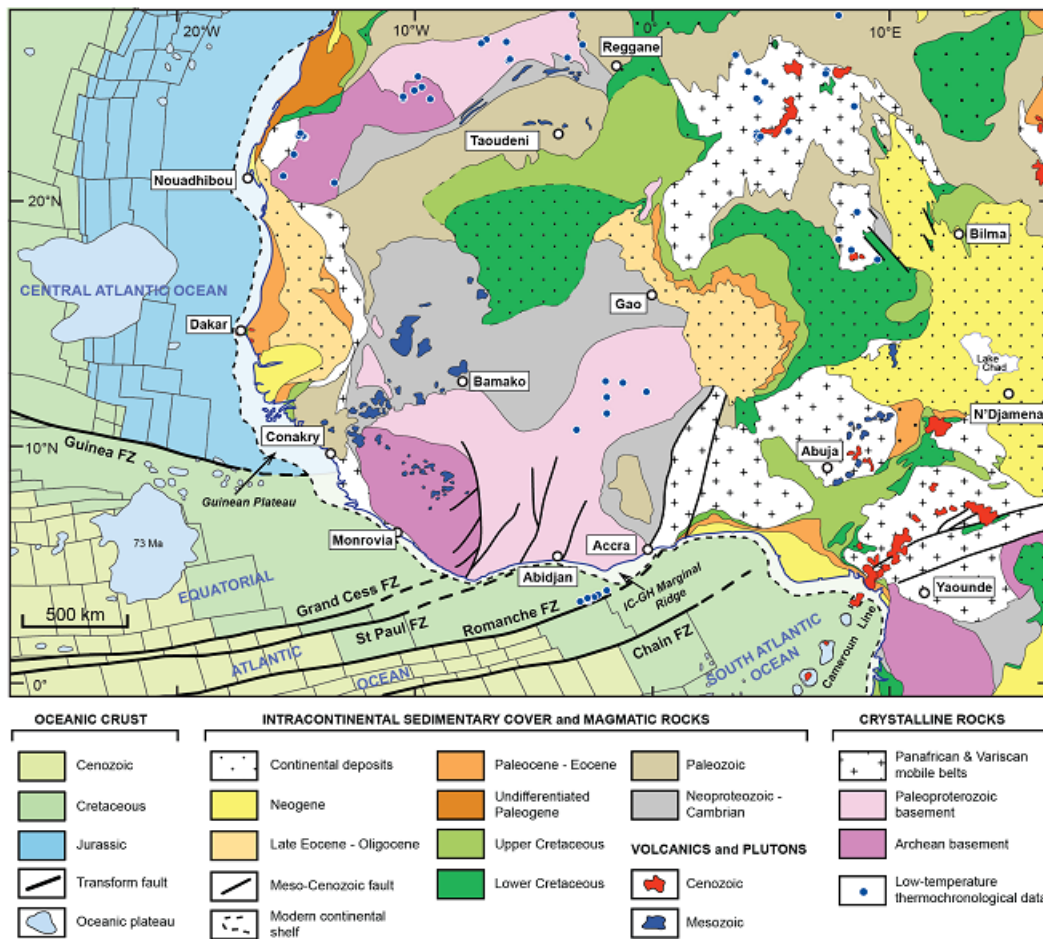 20°W
10°W
0°
10°E
Reggane
Taoudeni
Nouadhibou
20°N
Bilma
CENTRAL ATLANTIC OCEAN
Gao
Dakar
Lake
Chad
Bamako
N'Djamena
Conakry
Abuja
10°N
Guinea FZ
Guinean Plateau
73 Ma
Monrovia
Accra
Abidjan
EQUATORIAL
Grand Cess FZ
IC-GH Marginal
Ridge
Yaounde
500 km
St Paul FZ
Romanche FZ
Chain FZ
ATLANTIC
OCEAN
SOUTH ATLANTIC
OCEAN
Cameroun Line
0°
OCEANIC CRUST
Cenozoic
Cretaceous
Jurassic
Transform fault
Oceanic plateau
INTRACONTINENTAL SEDIMENTARY COVER and MAGMATIC ROCKS
Continental deposits
Neogene
Late Eocene - Oligocene
Meso-Cenozoic fault
Modern continental
shelf
Paleocene - Eocene
Undifferentiated
Paleogene
Upper Cretaceous
Lower Cretaceous
Paleozoic
Neoproteozoic -
Cambrian
VOLCANICS and PLUTONS
Cenozoic
Mesozoic
CRYSTALLINE ROCKS
Panafrican & Variscan
mobile belts
Paleoproterozoic
basement
Archean basement
Low-temperature
thermochronological data